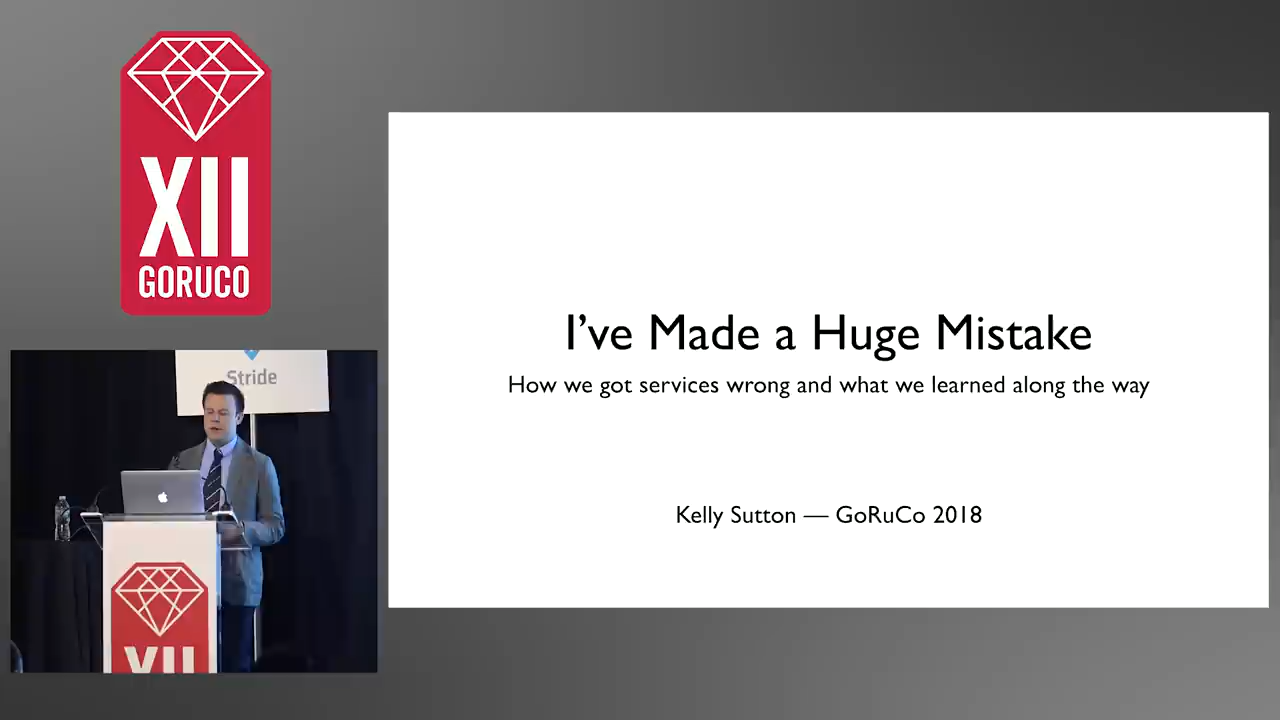 XII
GORUCO
Stride
XII
I've Made a Huge Mistake
How we got services wrong and what we learned along the way
Kelly Sutton — GoRuCo 2018